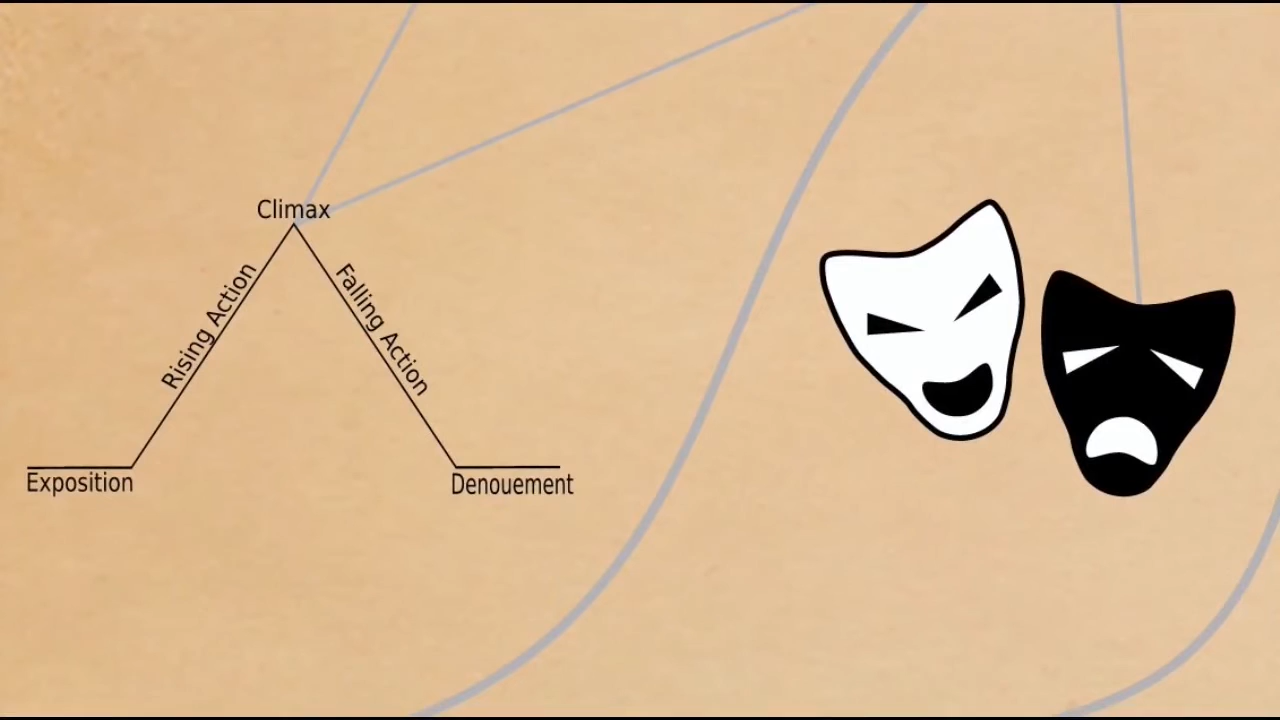 Climax
Rising Action
Falling Action
Exposition
Denouement